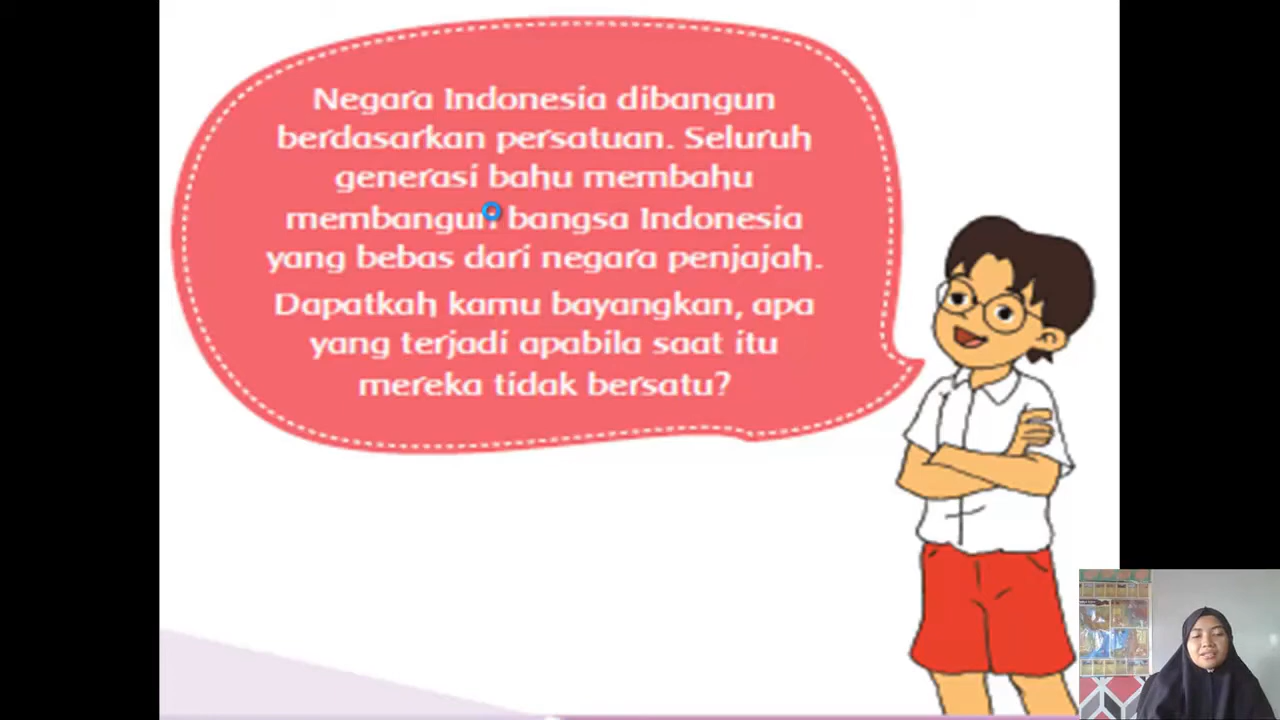 Negara Indonesia dibangun
berdasarkan persatuan. Seluruh
generasi bahu membahu
membangun bangsa Indonesia
yang bebas dari negara penjajah.
Dapatkah kamu bayangkan, apa
yang terjadi apabila saat itu
mereka tidak bersatu?